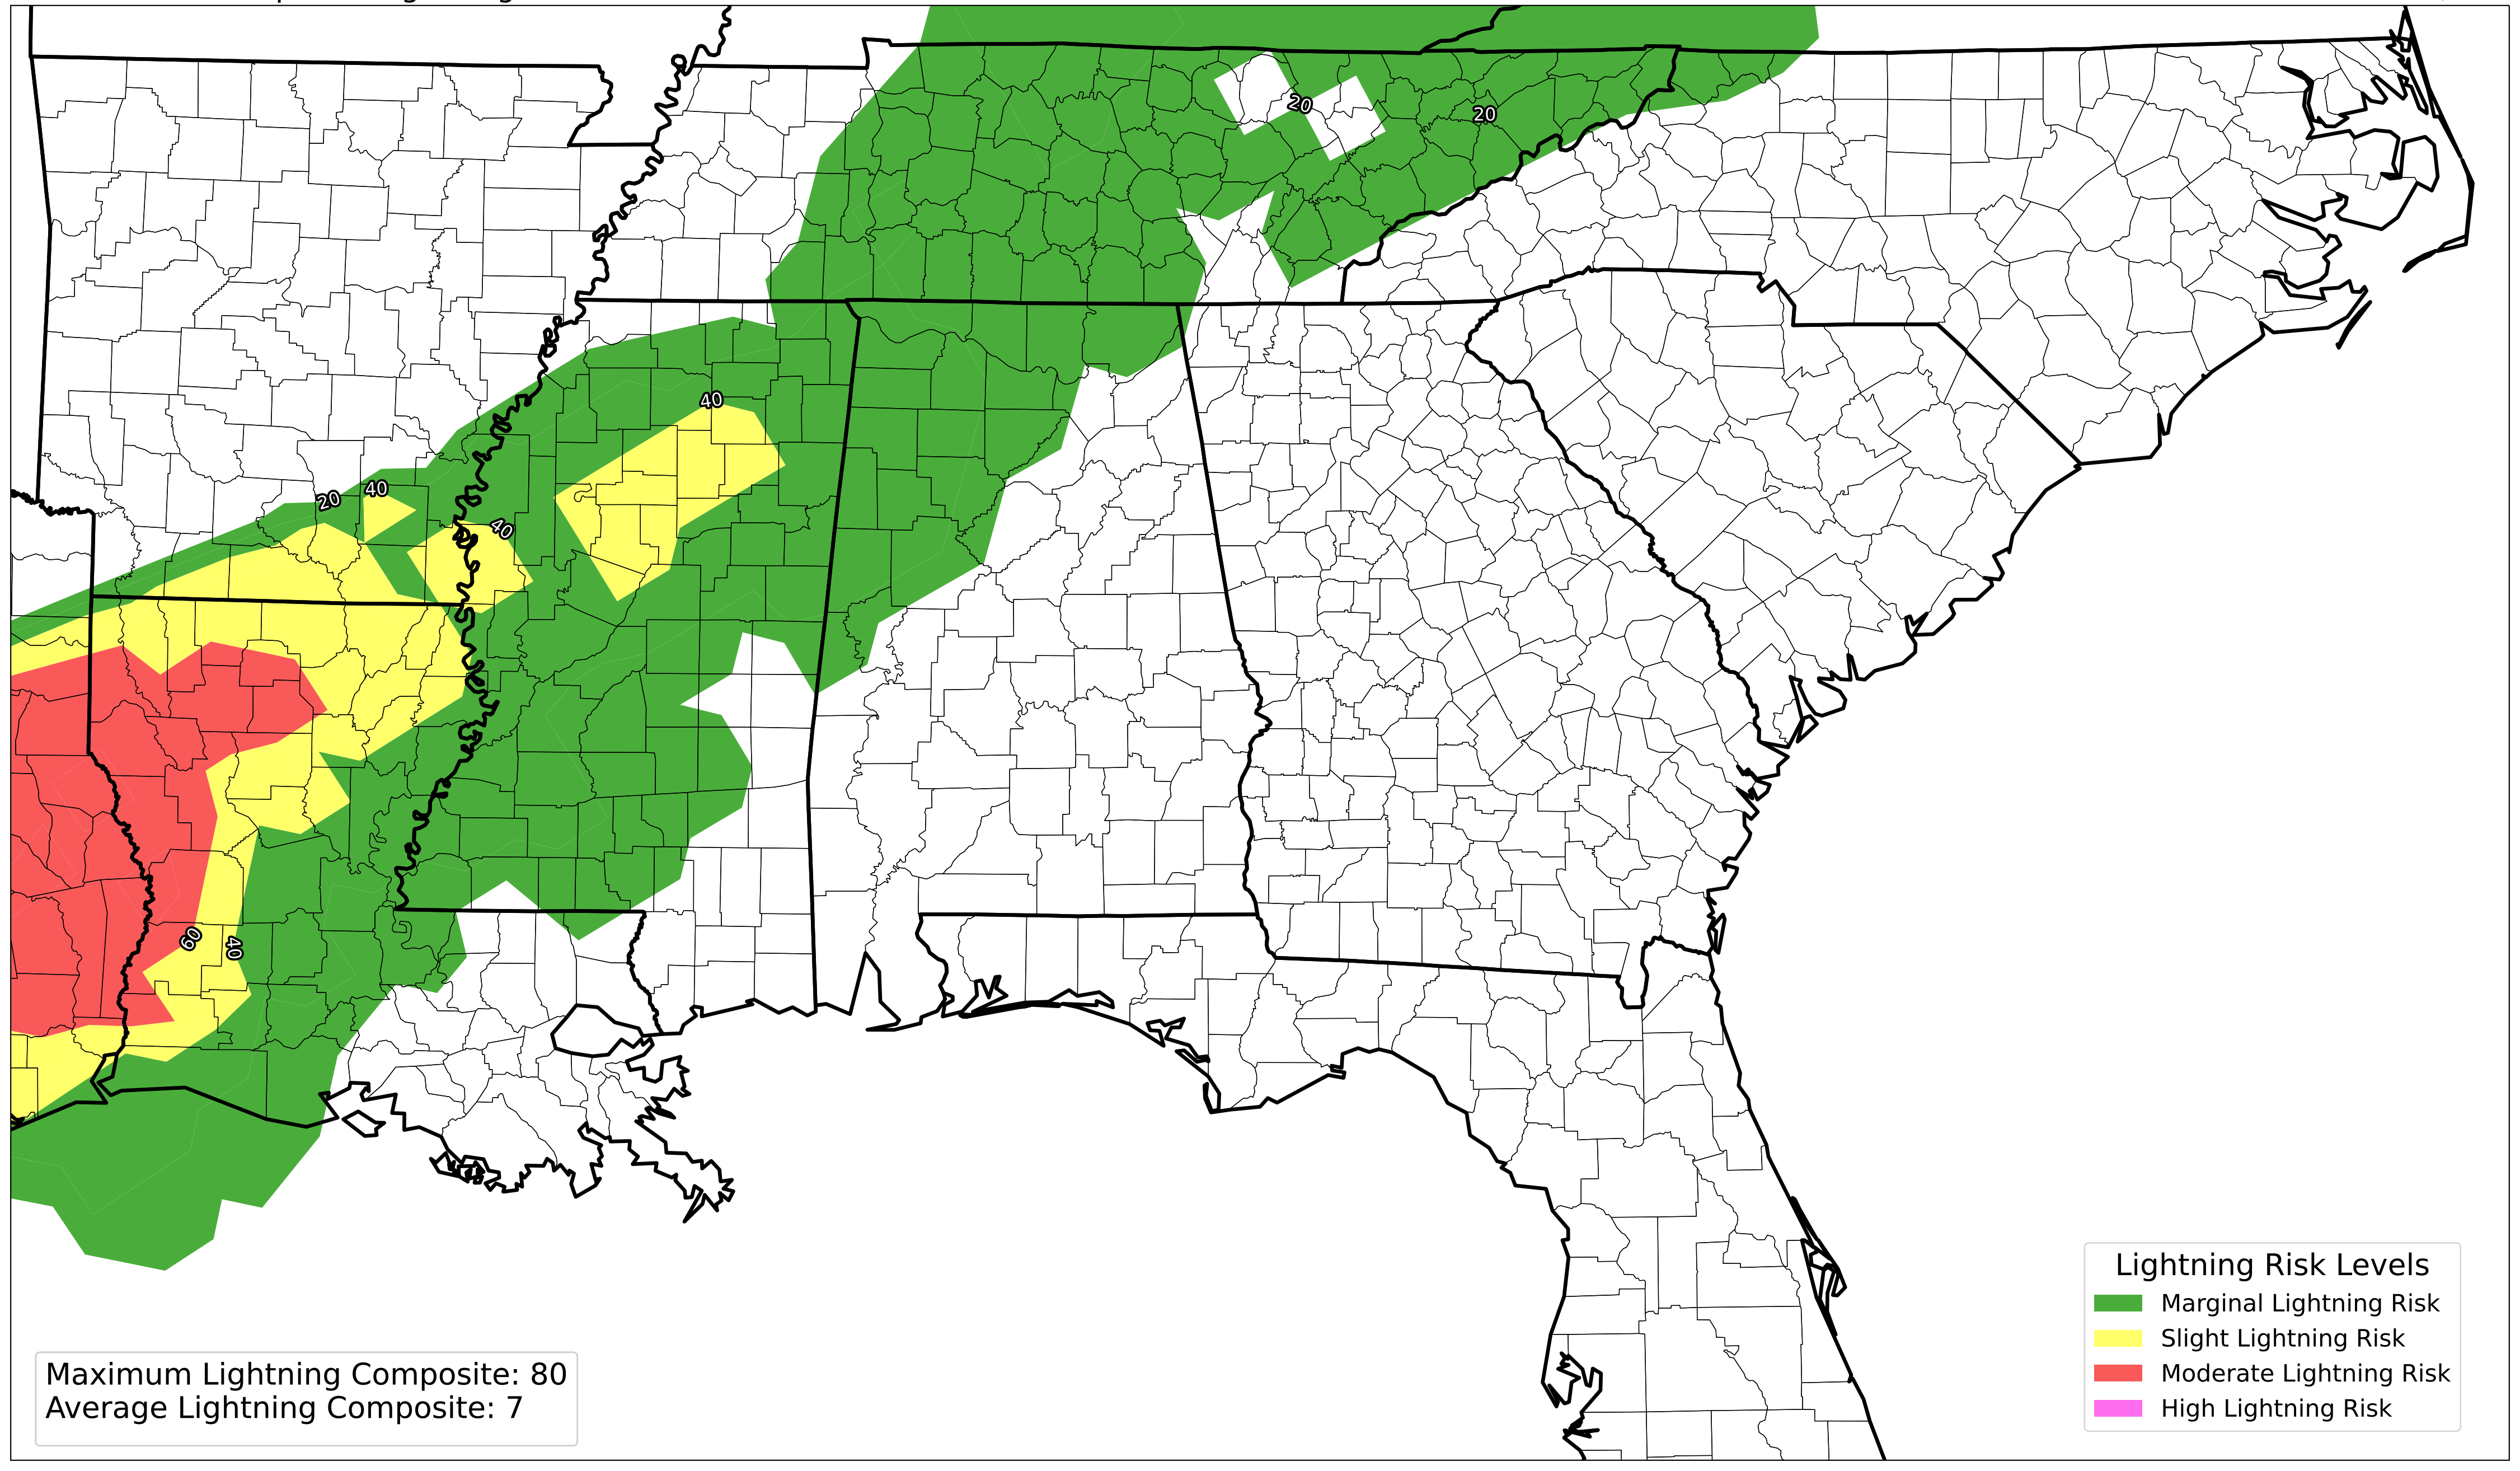 20
20
40
20
40
40
60
40
Lightning Risk Levels
Marginal Lightning Risk
Slight Lightning Risk
Moderate Lightning Risk
High Lightning Risk
Maximum Lightning Composite: 80
Average Lightning Composite: 7